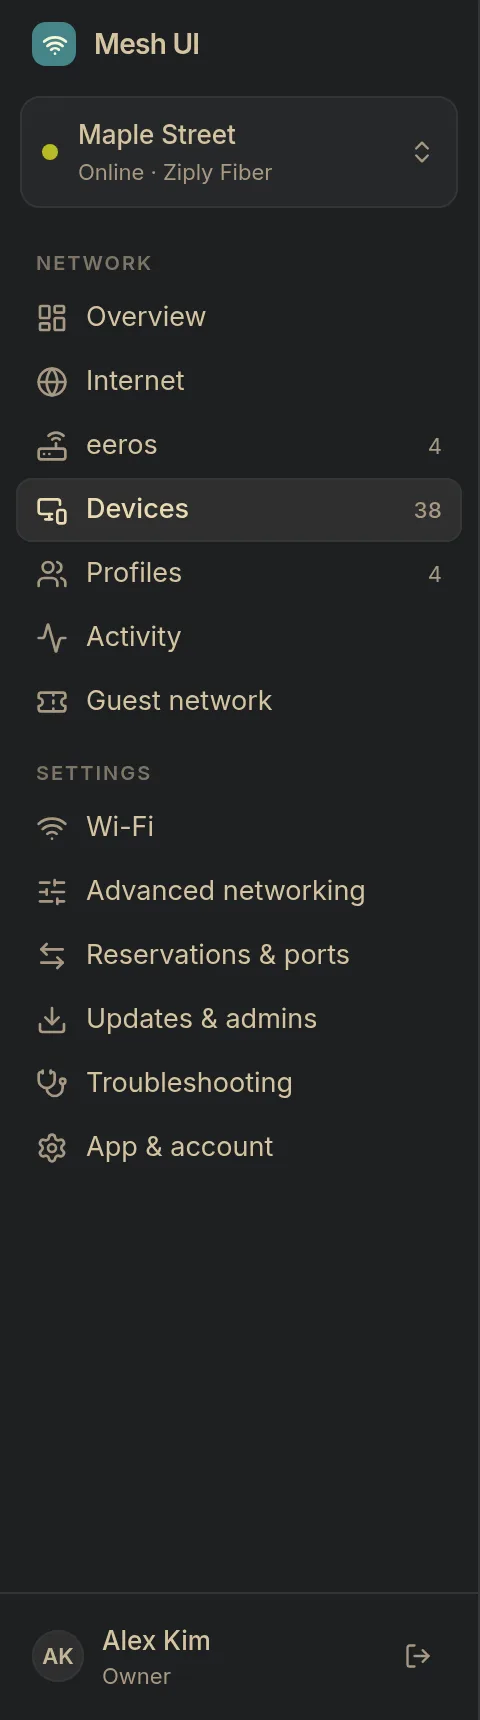 Mesh UI
Maple Street
Online · Ziply Fiber
NETWORK
Overview
Internet
eeros 4
Devices 38
Profiles 4
Activity
Guest network
SETTINGS
Wi-Fi
Advanced networking
Reservations & ports
Updates & admins
Troubleshooting
App & account
AK
Alex Kim
Owner